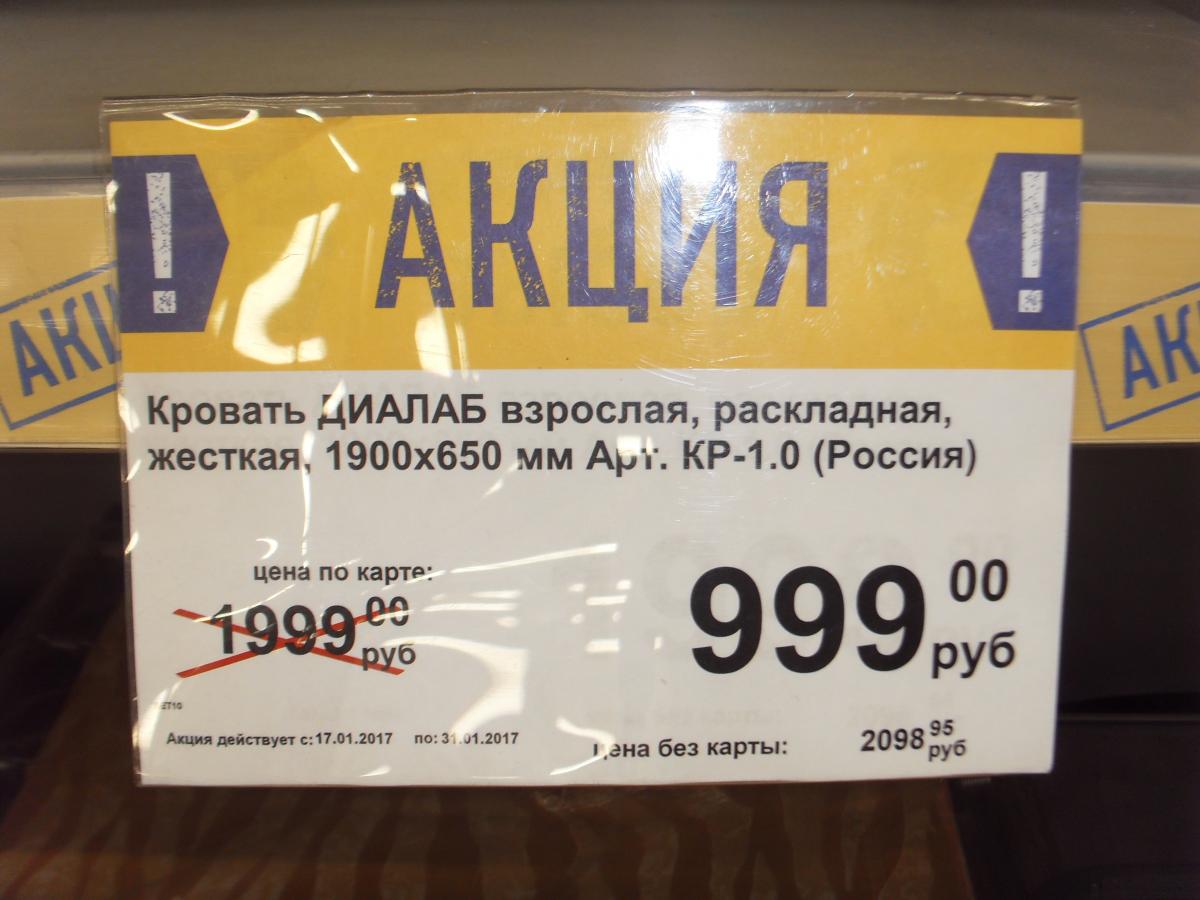 ! АКЦИЯ !
Кровать ДИАЛАБ взрослая, раскладная,
жесткая, 1900х650 мм Арт. КР-1.0 (Россия)
цена по карте:
1999 00 руб
999 00 руб
Акция действует с: 17.01.2017 по: 31.01.2017
цена без карты: 2098 95 руб